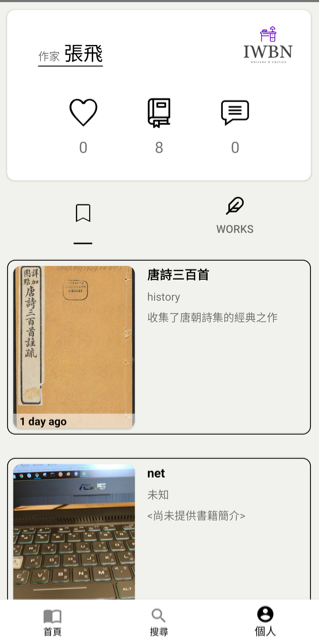 作家 張飛
IWBN
0
8
0
WORKS
詳加
圈點
唐詩三百首註疏
1 day ago
唐詩三百首
history
收集了唐朝詩集的經典之作
net
未知
<尚未提供書籍簡介>
首頁
搜尋
個人